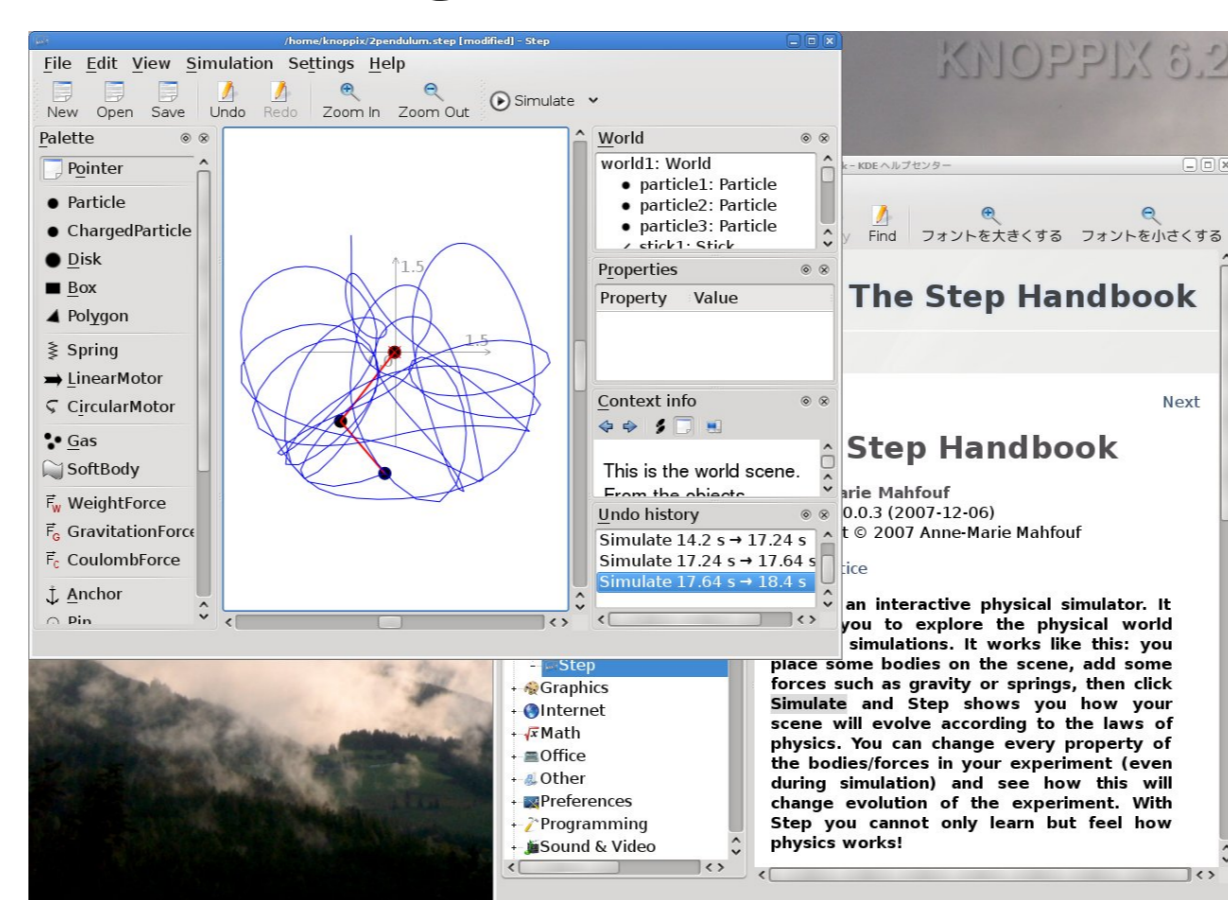 /home/knoppix/2pendulum.step [modified] – Step
File Edit View Simulation Settings Help
New Open Save Undo Redo Zoom In Zoom Out Simulate
Palette
Pointer
Particle
ChargedParticle
Disk
Box
Polygon
Spring
LinearMotor
CircularMotor
Gas
SoftBody
WeightForce
GravitationForce
CoulombForce
Anchor
Pin
1.5
1.5
0
World
world1: World
particle1: Particle
particle2: Particle
particle3: Particle
stick1: Stick
Properties
Property Value
Context info
This is the world scene.
From the objects
Undo history
Simulate 14.2 s → 17.24 s
Simulate 17.24 s → 17.64 s
Simulate 17.64 s → 18.4 s
KNOPPIX 6.2
k – KDE ヘルプセンター
Find フォントを大きくする フォントを小さくする
The Step Handbook
Next
Step Handbook
arie Mahfouf
0.0.3 (2007-12-06)
t © 2007 Anne-Marie Mahfouf
tice
an interactive physical simulator. It
you to explore the physical world
simulations. It works like this: you
place some bodies on the scene, add some
forces such as gravity or springs, then click
Simulate and Step shows you how your
scene will evolve according to the laws of
physics. You can change every property of
the bodies/forces in your experiment (even
during simulation) and see how this will
change evolution of the experiment. With
Step you cannot only learn but feel how
physics works!
Step
Graphics
Internet
Math
Office
Other
Preferences
Programming
Sound & Video